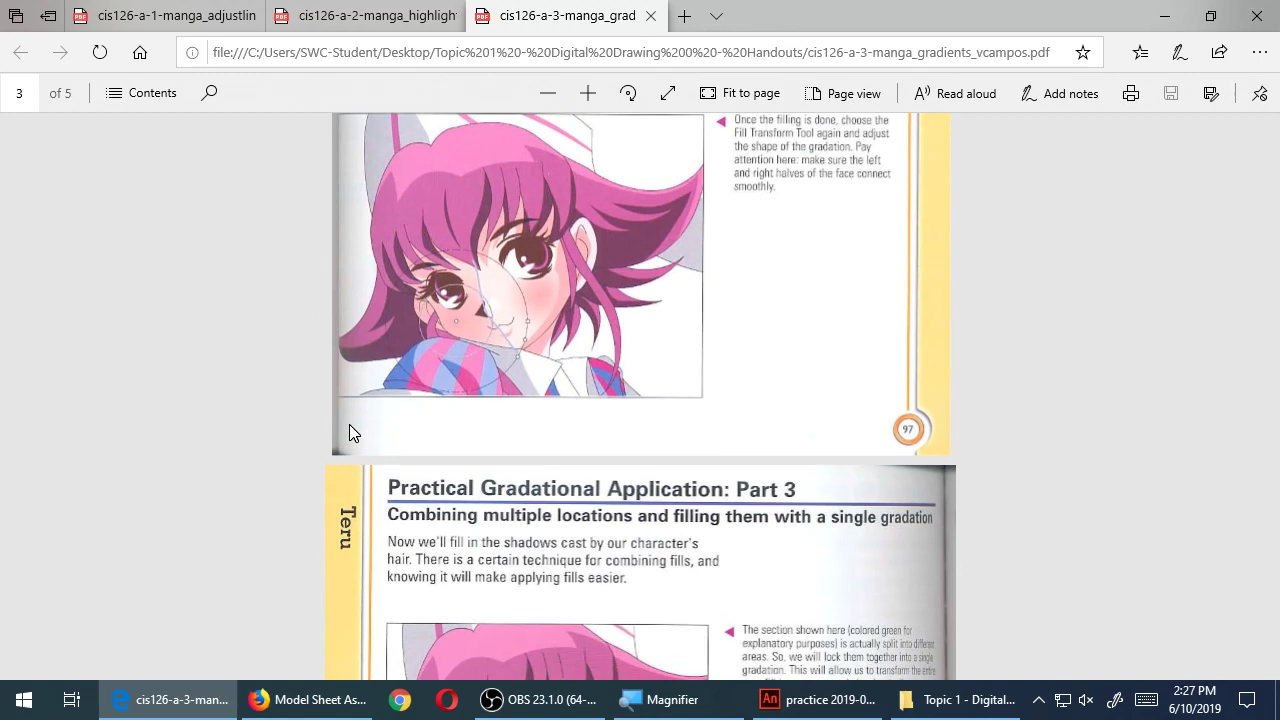 cis126-a-1-manga_adjustlin
cis126-a-2-manga_highligh
cis126-a-3-manga_grad
file:///C:/Users/SWC-Student/Desktop/Topic%201%20-%20Digital%20Drawing%200%20-%20Handouts/cis126-a-3-manga_gradients_vcampos.pdf
3 of 5
Contents
Fit to page
Page view
Read aloud
Add notes
Once the filling is done, choose the
Fill Transform Tool again and adjust
the shape of the gradation. Pay
attention here: make sure the left
and right halves of the face connect
smoothly.
97
Teru
Practical Gradational Application: Part 3
Combining multiple locations and filling them with a single gradation
Now we'll fill in the shadows cast by our character's
hair. There is a certain technique for combining fills, and
knowing it will make applying fills easier.
The section shown here (colored green for
explanatory purposes) is actually split into different
areas. So, we will lock them together into a single
gradation. This will allow us to transform the entire
cis126-a-3-man...
Model Sheet As...
OBS 23.1.0 (64-...
Magnifier
An
practice 2019-0...
Topic 1 - Digital...
2:27 PM
6/10/2019